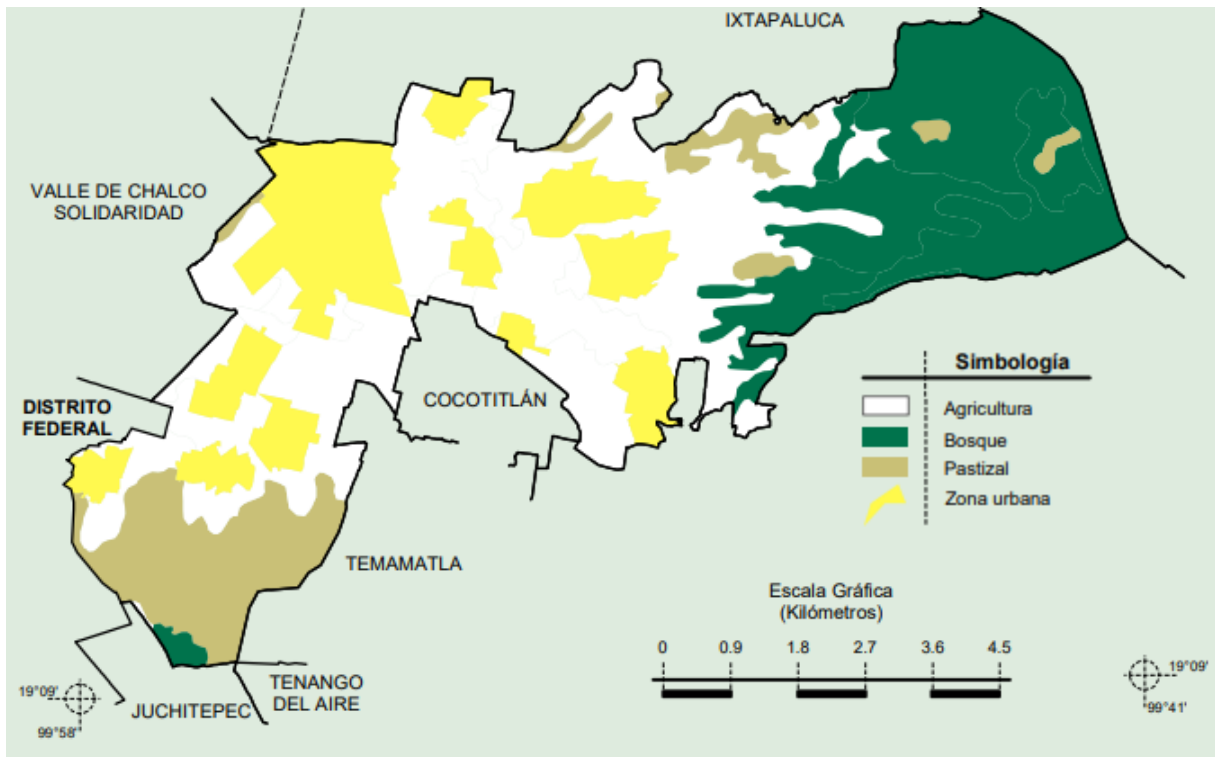 IXTAPALUCA
VALLE DE CHALCO
SOLIDARIDAD
DISTRITO
FEDERAL
COCOTITLÁN
TEMAMATLA
TENANGO
DEL AIRE
JUCHITEPEC
19°09'
99°58'
Simbología
Agricultura
Bosque
Pastizal
Zona urbana
Escala Gráfica
(Kilómetros)
0 0.9 1.8 2.7 3.6 4.5
19°09'
99°41'